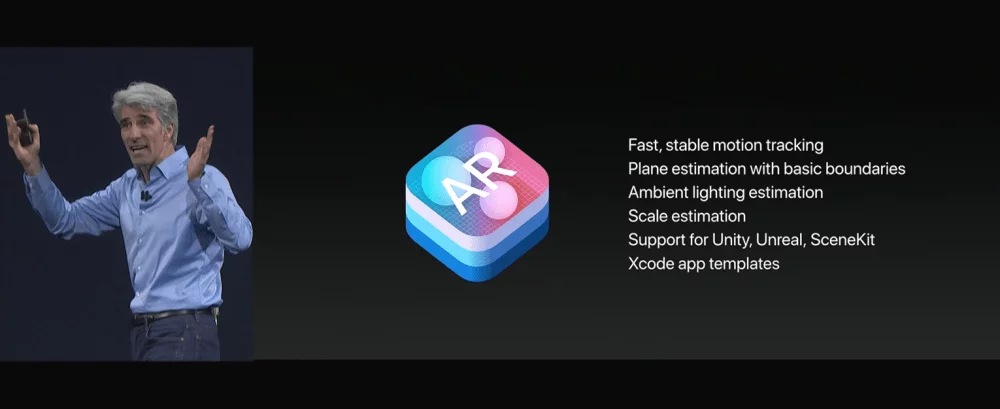 AR
Fast, stable motion tracking
Plane estimation with basic boundaries
Ambient lighting estimation
Scale estimation
Support for Unity, Unreal, SceneKit
Xcode app templates